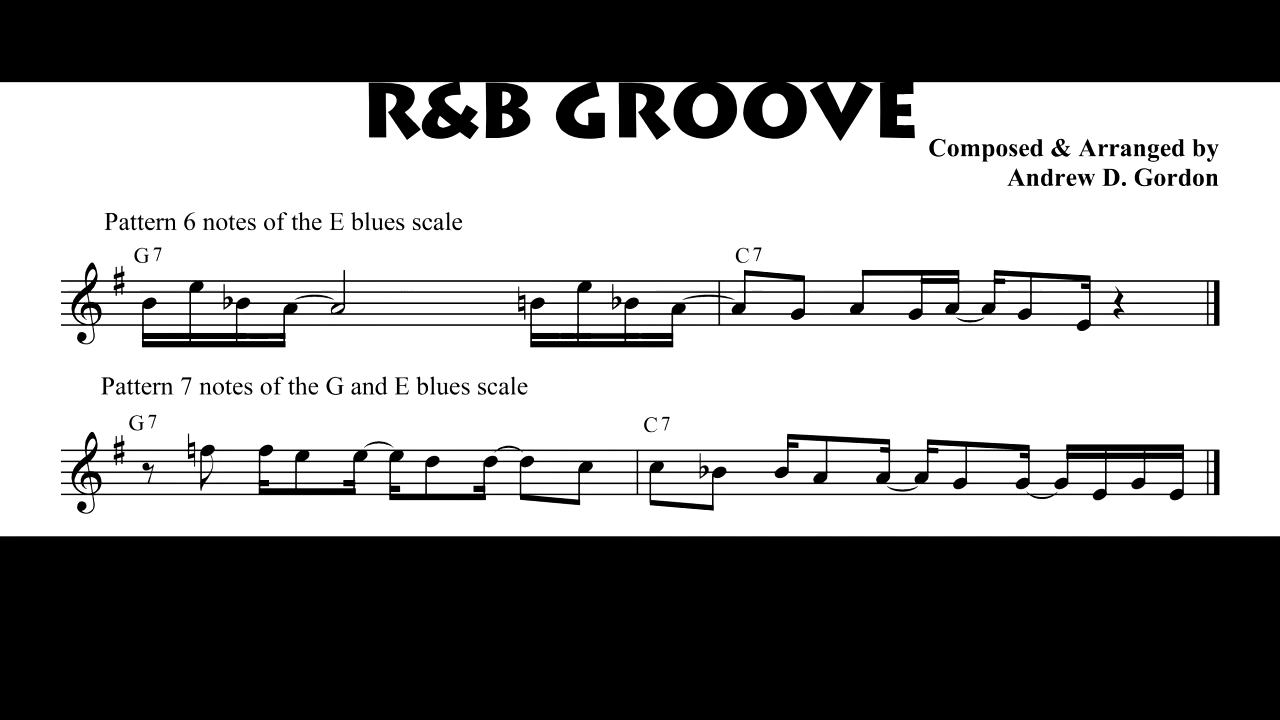 R&B GROOVE
Composed & Arranged by
Andrew D. Gordon
Pattern 6 notes of the E blues scale
G7 C7
Pattern 7 notes of the G and E blues scale
G7 C7